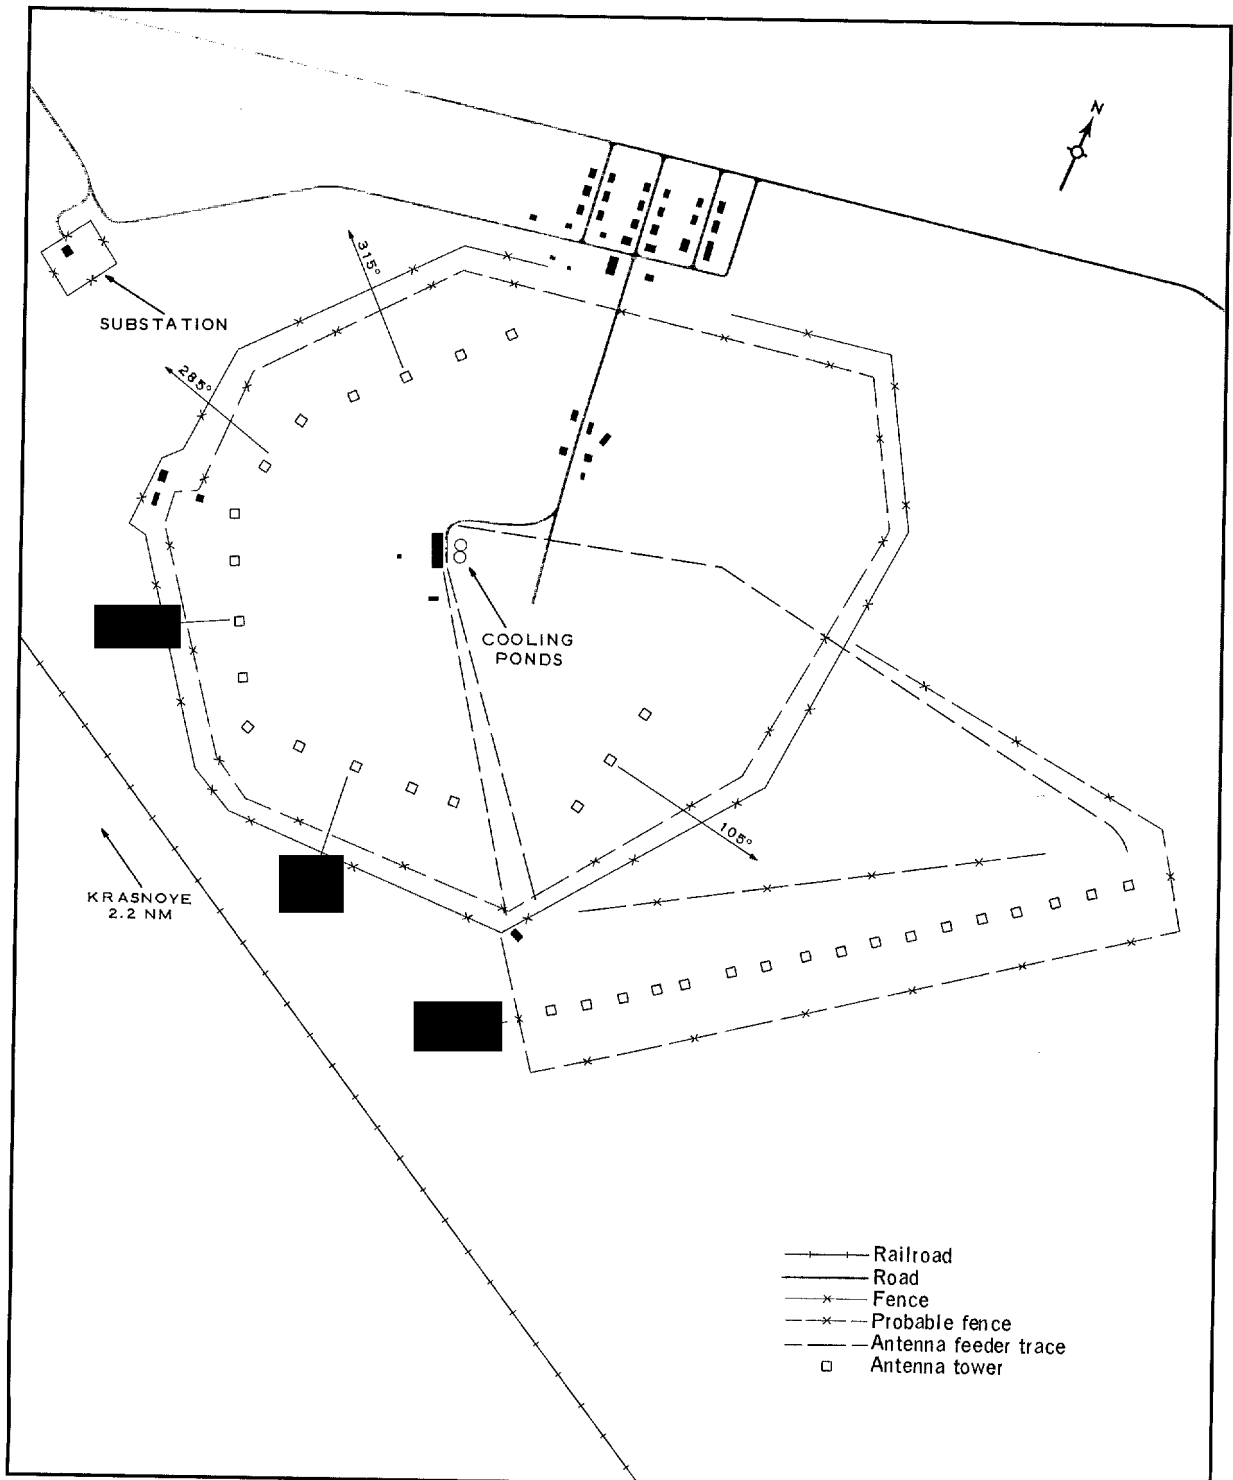 N
315°
SUBSTATION
285°
COOLING
PONDS
105°
KRASNOYE
2.2 NM
Railroad
Road
Fence
Probable fence
Antenna feeder trace
Antenna tower